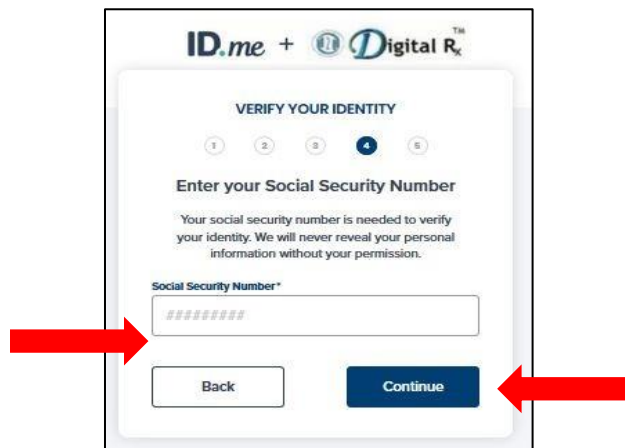 ID.me + Digital Rx™
VERIFY YOUR IDENTITY
1 2 3 4 5
Enter your Social Security Number
Your social security number is needed to verify
your identity. We will never reveal your personal
information without your permission.
Social Security Number*
#########
Back Continue